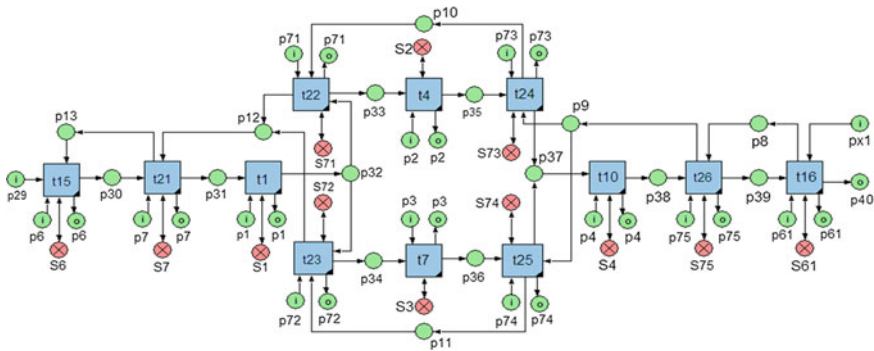 p10
p71 p71 S2 p73 p73
i o i o
t22 p33 t4 p35 t24
p13 p12 p9
i o
S71 p2 p2 S73 p37 p8 i px1
i t15 p30 t21 p31 t1 p32 t10 p38 t26 p39 t16 o
p29 S72 p3 p3 S74 p40
i o i o i o i o i o i o i o
p6 p6 p7 p7 p1 p1 p4 p4 p75 p75 p61 p61
S6 S7 S1 t23 p34 t7 p36 t25 S4 S75 S61
i o S3 i o
p72 p72 p74 p74
p11